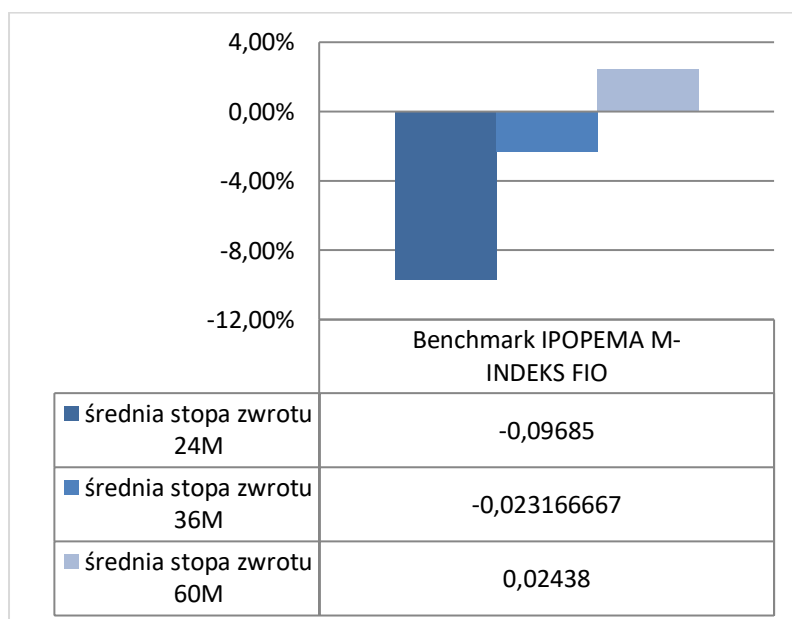 4,00%
0,00%
-4,00%
-8,00%
-12,00%
Benchmark IPOPEMA M-
INDEKS FIO
średnia stopa zwrotu
24M
-0,09685
średnia stopa zwrotu
36M
-0,023166667
średnia stopa zwrotu
60M
0,02438